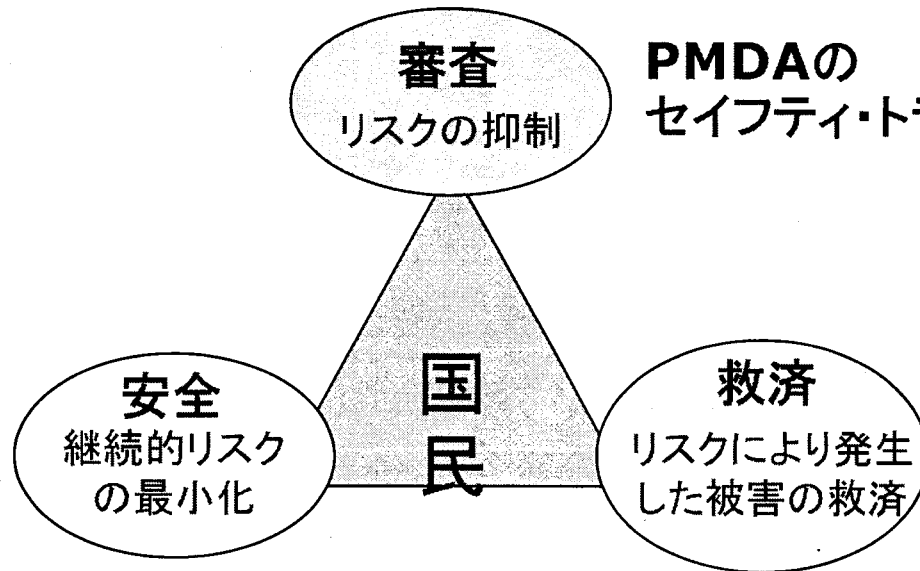 審査
リスクの抑制
PMDAの
セイフティ・ト
安全
継続的リスク
の最小化
国
民
救済
リスクにより発生
した被害の救済